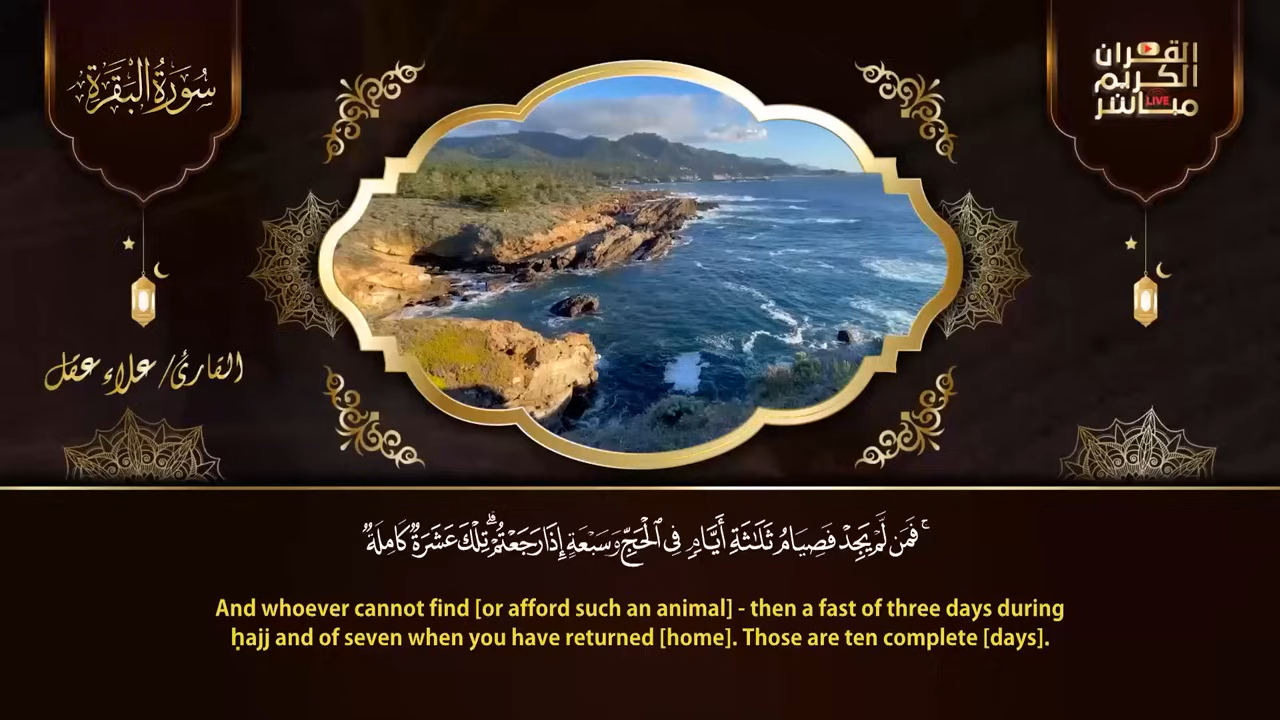 سُورَةُ البَقَرَةِ
القرآن
الكريم
مباشر
LIVE
القارئ/ علاء عقل
فَمَن لَّمْ يَجِدْ فَصِيَامُ ثَلَٰثَةِ أَيَّامٍ فِى ٱلْحَجِّ وَسَبْعَةٍ إِذَا رَجَعْتُمْ ۗ تِلْكَ عَشَرَةٌ كَامِلَةٌ
And whoever cannot find [or afford such an animal] - then a fast of three days during
ḥajj and of seven when you have returned [home]. Those are ten complete [days].